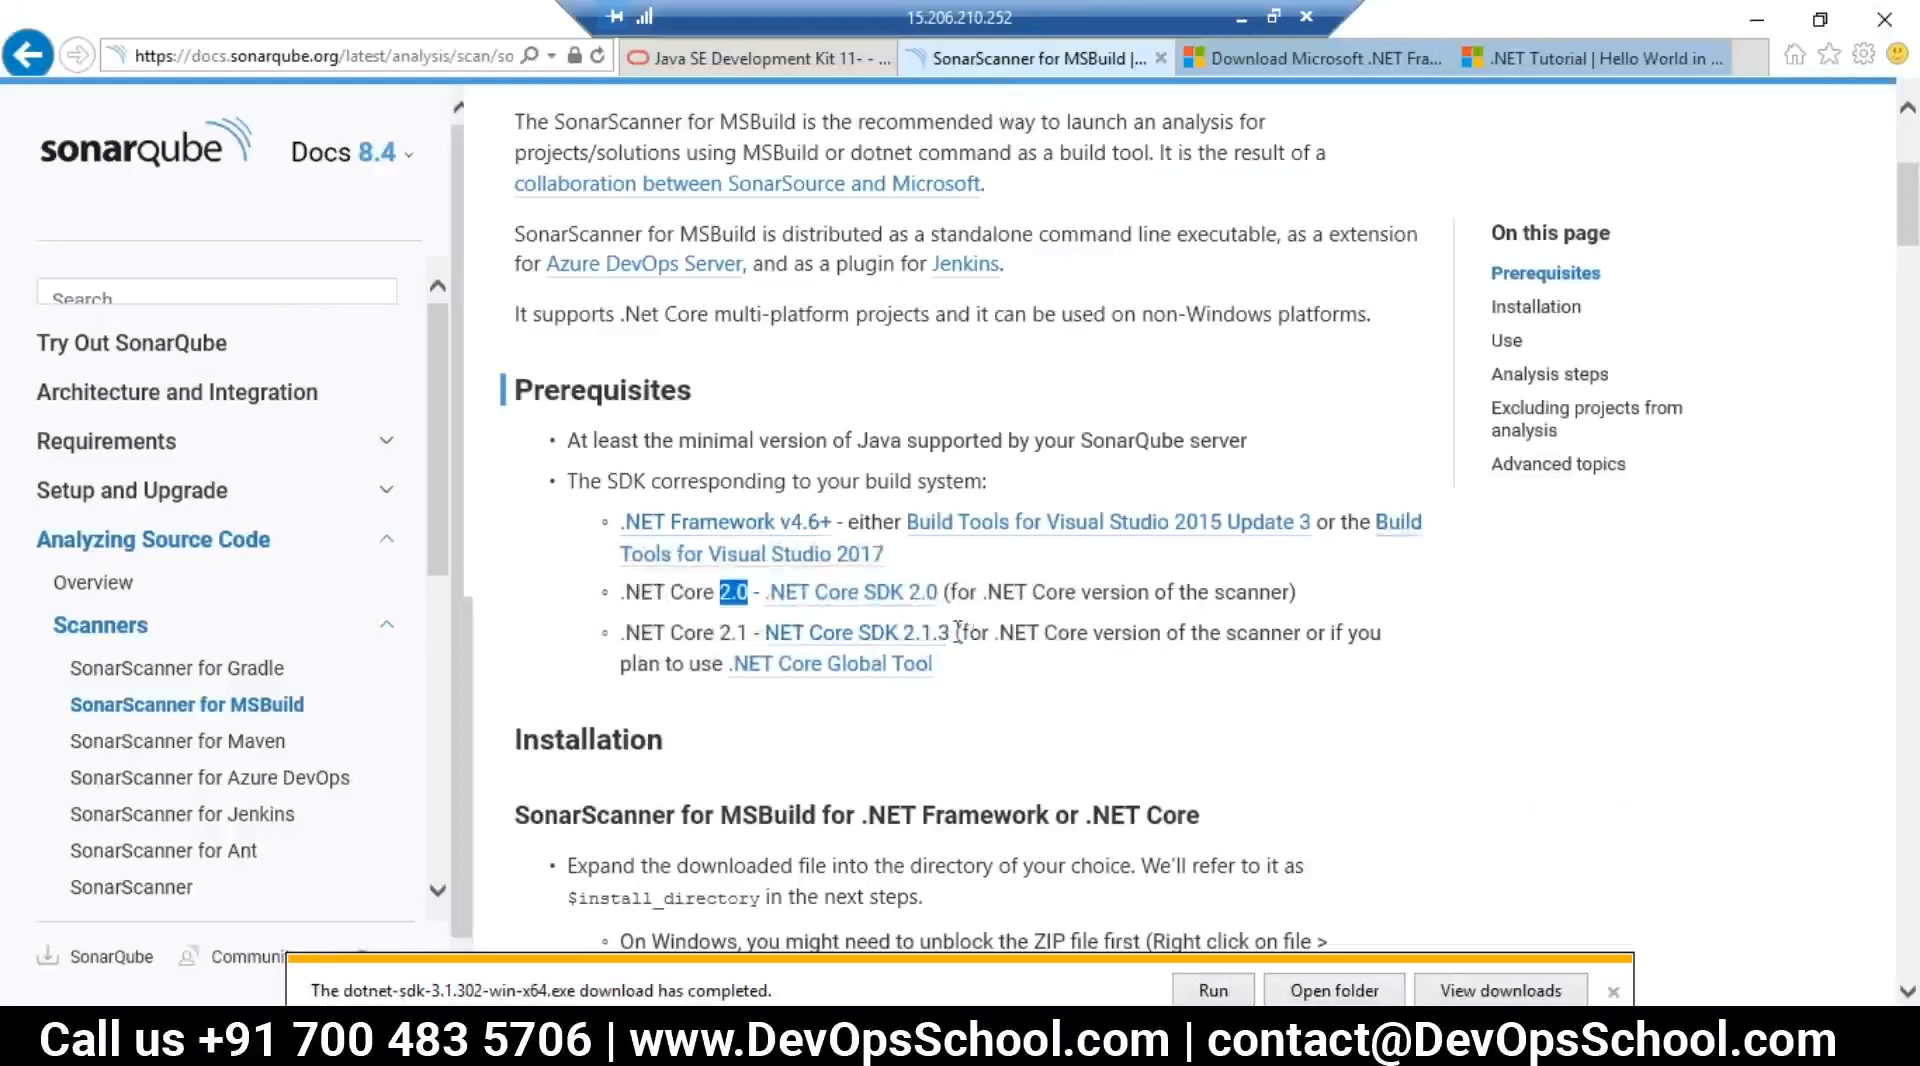 15.206.210.252
https://docs.sonarqube.org/latest/analysis/scan/so
Java SE Development Kit 11- - ...
SonarScanner for MSBuild |...
Download Microsoft .NET Fra...
.NET Tutorial | Hello World in ...
sonarqube
Docs 8.4
Search
Try Out SonarQube
Architecture and Integration
Requirements
Setup and Upgrade
Analyzing Source Code
Overview
Scanners
SonarScanner for Gradle
SonarScanner for MSBuild
SonarScanner for Maven
SonarScanner for Azure DevOps
SonarScanner for Jenkins
SonarScanner for Ant
SonarScanner
SonarQube
Communi
The SonarScanner for MSBuild is the recommended way to launch an analysis for
projects/solutions using MSBuild or dotnet command as a build tool. It is the result of a
collaboration between SonarSource and Microsoft.
SonarScanner for MSBuild is distributed as a standalone command line executable, as a extension
for Azure DevOps Server, and as a plugin for Jenkins.
It supports .Net Core multi-platform projects and it can be used on non-Windows platforms.
Prerequisites
• At least the minimal version of Java supported by your SonarQube server
• The SDK corresponding to your build system:
◦ .NET Framework v4.6+ - either Build Tools for Visual Studio 2015 Update 3 or the Build
Tools for Visual Studio 2017
◦ .NET Core 2.0 - .NET Core SDK 2.0 (for .NET Core version of the scanner)
◦ .NET Core 2.1 - NET Core SDK 2.1.3 (for .NET Core version of the scanner or if you
plan to use .NET Core Global Tool
Installation
SonarScanner for MSBuild for .NET Framework or .NET Core
• Expand the downloaded file into the directory of your choice. We'll refer to it as
$install_directory in the next steps.
◦ On Windows, you might need to unblock the ZIP file first (Right click on file >
On this page
Prerequisites
Installation
Use
Analysis steps
Excluding projects from
analysis
Advanced topics
The dotnet-sdk-3.1.302-win-x64.exe download has completed.
Run
Open folder
View downloads
Call us +91 700 483 5706 | www.DevOpsSchool.com | contact@DevOpsSchool.com